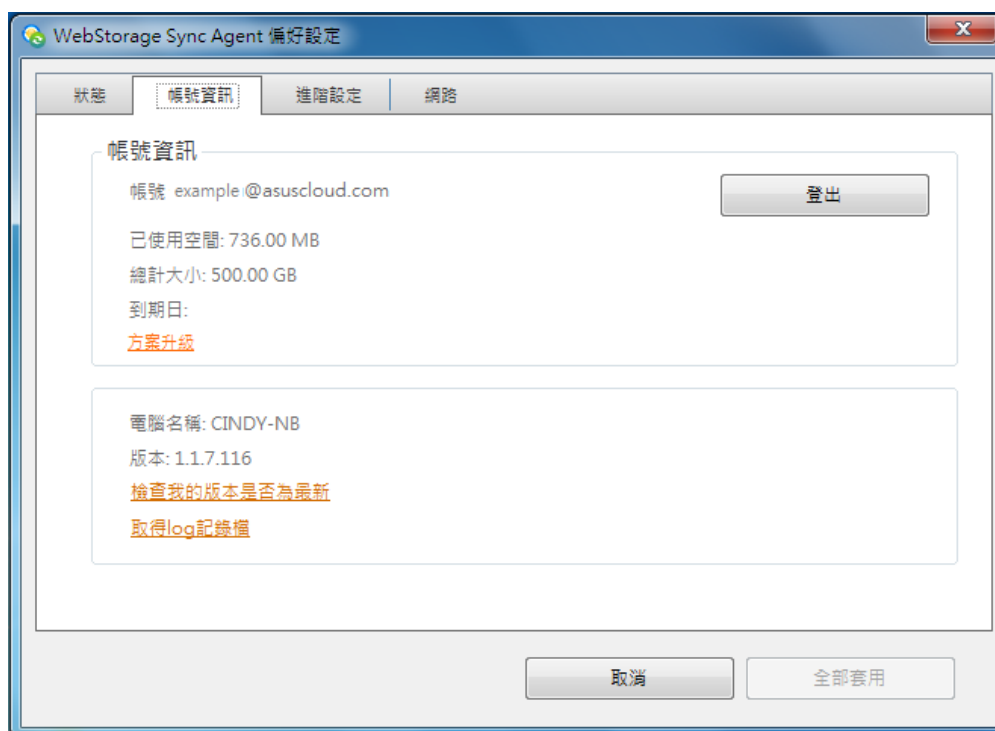 WebStorage Sync Agent 偏好設定
狀態 帳號資訊 進階設定 網路
帳號資訊
帳號 example@asuscloud.com
登出
已使用空間: 736.00 MB
總計大小: 500.00 GB
到期日:
方案升級
電腦名稱: CINDY-NB
版本: 1.1.7.116
檢查我的版本是否為最新
取得log記錄檔
取消 全部套用